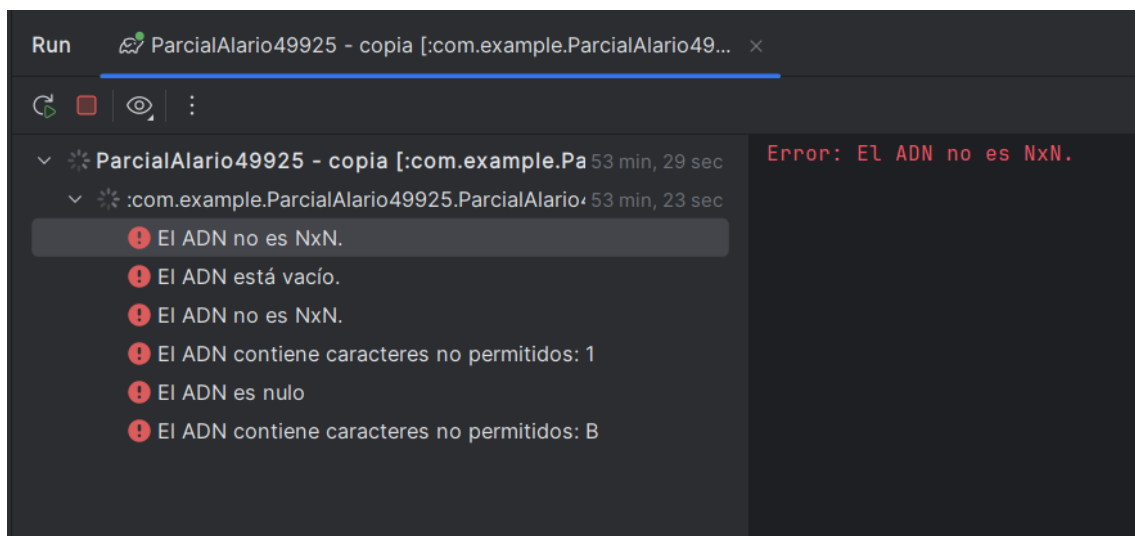 Run ParcialAlario49925 - copia [:com.example.ParcialAlario49...
ParcialAlario49925 - copia [:com.example.Pa 53 min, 29 sec
:com.example.ParcialAlario49925.ParcialAlario 53 min, 23 sec
El ADN no es NxN.
El ADN está vacío.
El ADN no es NxN.
El ADN contiene caracteres no permitidos: 1
El ADN es nulo
El ADN contiene caracteres no permitidos: B
Error: El ADN no es NxN.